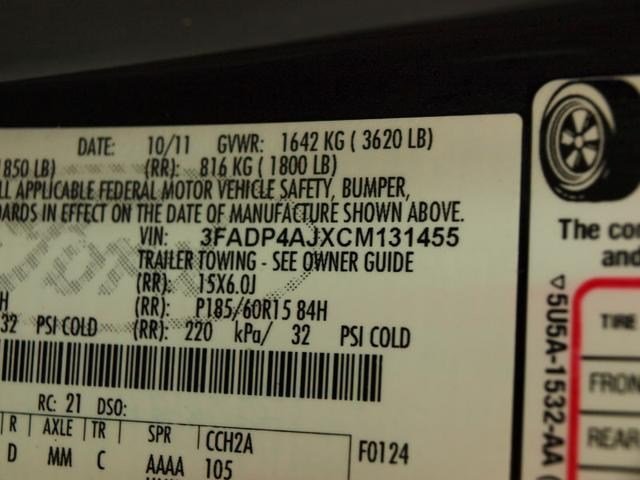 DATE: 10/11 GVWR: 1642 KG ( 3620 LB)
850 LB) (RR): 816 KG ( 1800 LB)
LL APPLICABLE FEDERAL MOTOR VEHICLE SAFETY, BUMPER,
DARDS IN EFFECT ON THE DATE OF MANUFACTURE SHOWN ABOVE.
VIN: 3FADP4AJXCM131455
TRAILER TOWING - SEE OWNER GUIDE
(RR): 15X6.0J
H (RR): P185/60R15 84H
32 PSI COLD (RR): 220 kPa/ 32 PSI COLD
RC: 21 DSO:
R AXLE TR SPR CCH2A F0124
D MM C AAAA 105
The co
and
TIRE
FRON
REAR
5U5A-1532-AA (